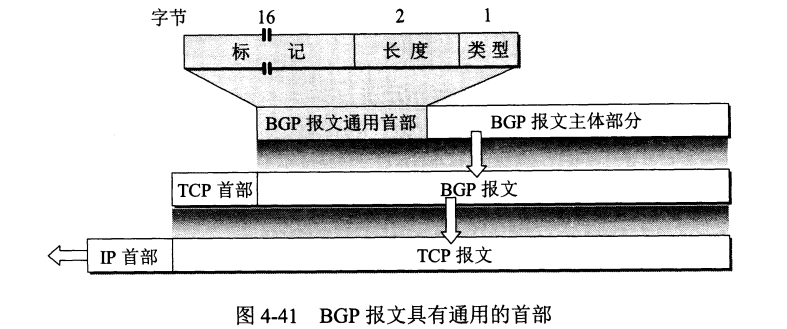 字节 16 2 1
标 记 长 度 类 型
BGP 报文通用首部 BGP 报文主体部分
TCP 首部 BGP 报文
IP 首部 TCP 报文
图 4-41 BGP 报文具有通用的首部